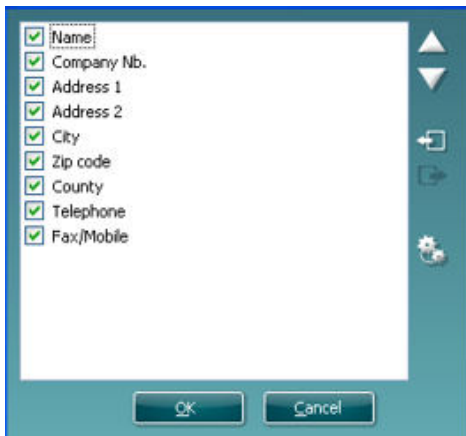 Name
Company Nb.
Address 1
Address 2
City
Zip code
County
Telephone
Fax/Mobile
OK
Cancel